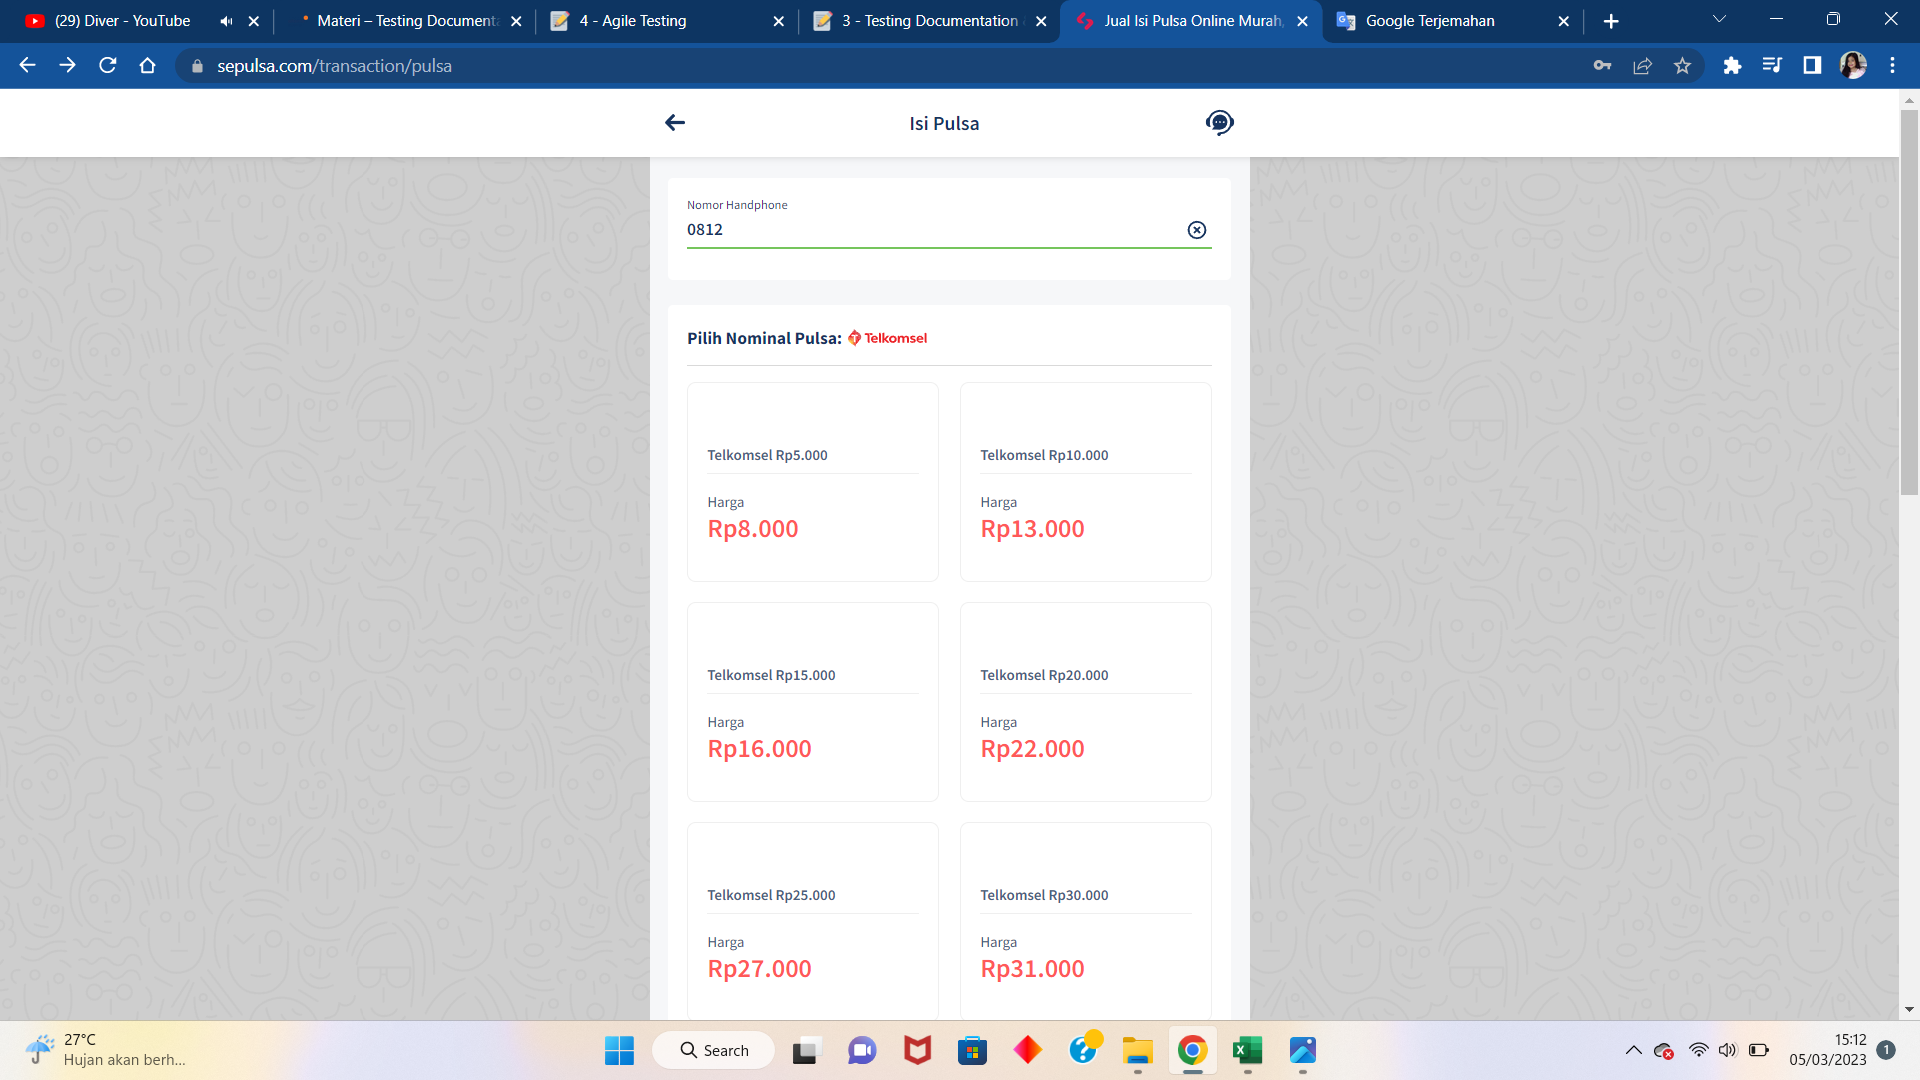 (29) Diver - YouTube
Materi – Testing Documenta
4 - Agile Testing
3 - Testing Documentation
Jual Isi Pulsa Online Murah,
Google Terjemahan
sepulsa.com/transaction/pulsa
Isi Pulsa
Nomor Handphone
0812
Pilih Nominal Pulsa: Telkomsel
Telkomsel Rp5.000
Harga
Rp8.000
Telkomsel Rp10.000
Harga
Rp13.000
Telkomsel Rp15.000
Harga
Rp16.000
Telkomsel Rp20.000
Harga
Rp22.000
Telkomsel Rp25.000
Harga
Rp27.000
Telkomsel Rp30.000
Harga
Rp31.000
27°C
Hujan akan berh...
Search
15:12
05/03/2023
1